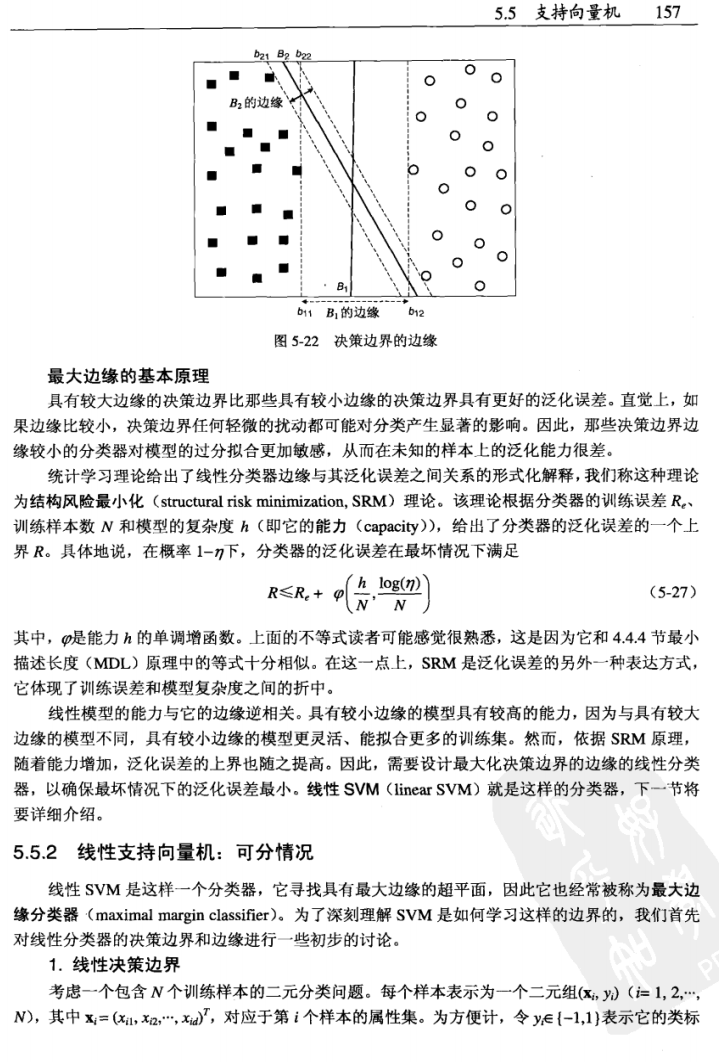 5.5 支持向量机 157
b21 B2 b22
B2的边缘
B1
b11 B1的边缘 b12
图 5-22 决策边界的边缘
最大边缘的基本原理
具有较大边缘的决策边界比那些具有较小边缘的决策边界具有更好的泛化误差。直觉上，如
果边缘比较小，决策边界任何轻微的扰动都可能对分类产生显著的影响。因此，那些决策边界边
缘较小的分类器对模型的过分拟合更加敏感，从而在未知的样本上的泛化能力很差。
统计学习理论给出了线性分类器边缘与其泛化误差之间关系的形式化解释，我们称这种理论
为结构风险最小化（structural risk minimization, SRM）理论。该理论根据分类器的训练误差 Re、
训练样本数 N 和模型的复杂度 h（即它的能力（capacity）），给出了分类器的泛化误差的一个上
界 R。具体地说，在概率 1−η下，分类器的泛化误差在最坏情况下满足
R≤Re + φ(h/N, log(η)/N) （5-27）
其中，φ是能力 h 的单调增函数。上面的不等式读者可能感觉很熟悉，这是因为它和 4.4.4 节最小
描述长度（MDL）原理中的等式十分相似。在这一点上，SRM 是泛化误差的另外一种表达方式，
它体现了训练误差和模型复杂度之间的折中。
线性模型的能力与它的边缘逆相关。具有较小边缘的模型具有较高的能力，因为与具有较大
边缘的模型不同，具有较小边缘的模型更灵活、能拟合更多的训练集。然而，依据 SRM 原理，
随着能力增加，泛化误差的上界也随之提高。因此，需要设计最大化决策边界的边缘的线性分类
器，以确保最坏情况下的泛化误差最小。线性 SVM（linear SVM）就是这样的分类器，下一节将
要详细介绍。
5.5.2 线性支持向量机：可分情况
线性 SVM 是这样一个分类器，它寻找具有最大边缘的超平面，因此它也经常被称为最大边
缘分类器（maximal margin classifier）。为了深刻理解 SVM 是如何学习这样的边界的，我们首先
对线性分类器的决策边界和边缘进行一些初步的讨论。
1. 线性决策边界
考虑一个包含 N 个训练样本的二元分类问题。每个样本表示为一个二元组(xi, yi)（i= 1, 2,⋯,
N），其中 xi = (xi1, xi2,⋯, xid)T，对应于第 i 个样本的属性集。为方便计，令 yi∈{-1,1}表示它的类标